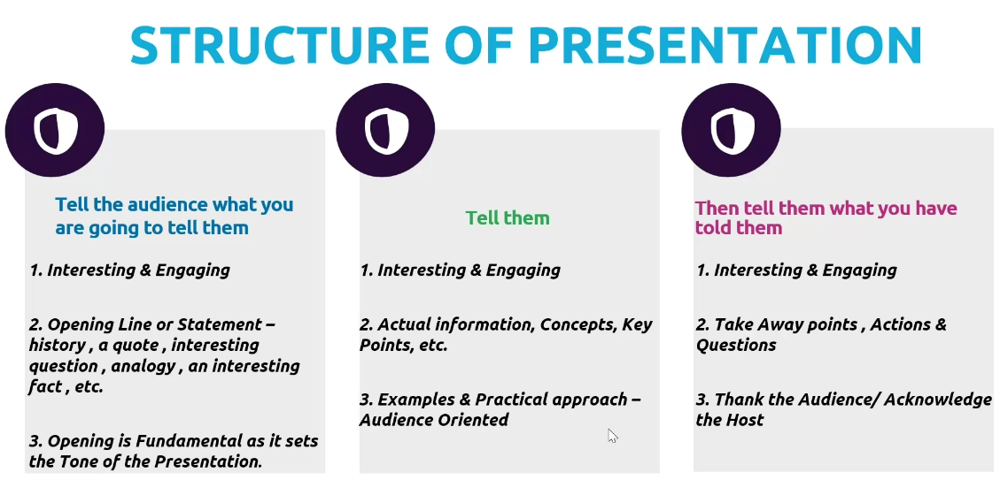 STRUCTURE OF PRESENTATION
Tell the audience what you
are going to tell them
1. Interesting & Engaging
2. Opening Line or Statement –
history , a quote , interesting
question , analogy , an interesting
fact , etc.
3. Opening is Fundamental as it sets
the Tone of the Presentation.
Tell them
1. Interesting & Engaging
2. Actual information, Concepts, Key
Points, etc.
3. Examples & Practical approach –
Audience Oriented
Then tell them what you have
told them
1. Interesting & Engaging
2. Take Away points , Actions &
Questions
3. Thank the Audience/ Acknowledge
the Host